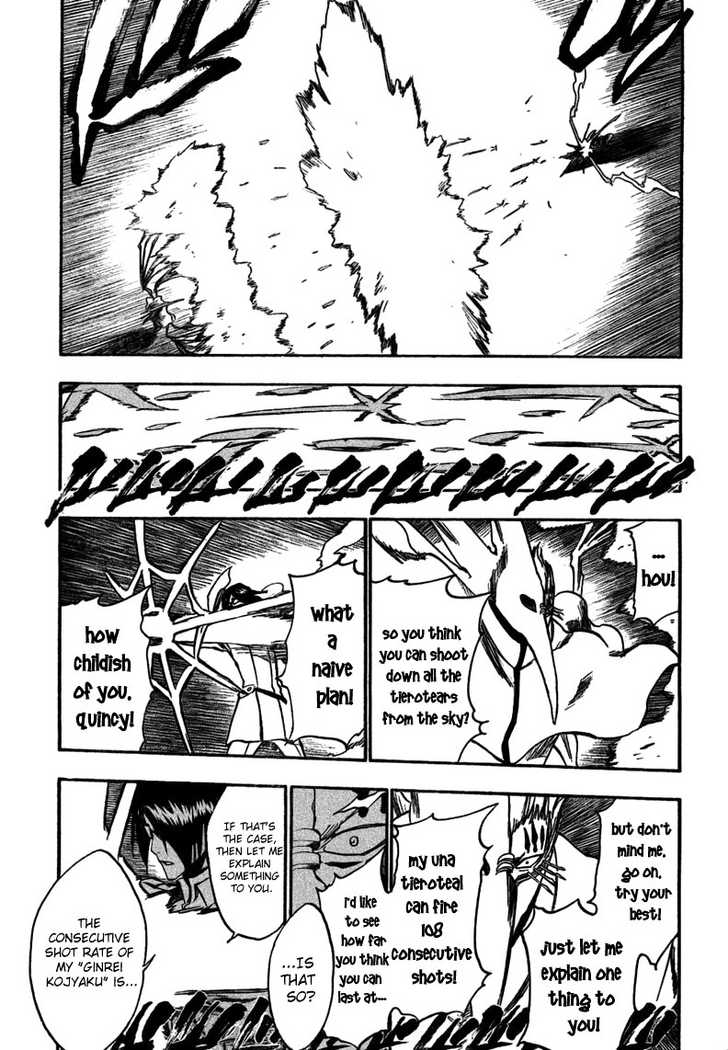 ....
hou!
so you think
you can shoot
down all
the tierotears
from the sky?
what
a
naive
plan!
how
childish
of you,
quincy!
but don't
mind me,
go on,
try your
best!
Just let me
explain one
thing to
you!
my una
tieroteal
can fire
108
consecutive
shots!
I'd like
to see
how far
you think
you can
last at...
...IS
THAT
SO?
IF THAT'S
THE CASE,
THEN LET ME
EXPLAIN
SOMETHING
TO YOU.
THE
CONSECUTIVE
SHOT RATE OF
MY "GINREI
KOJYAKU" IS...